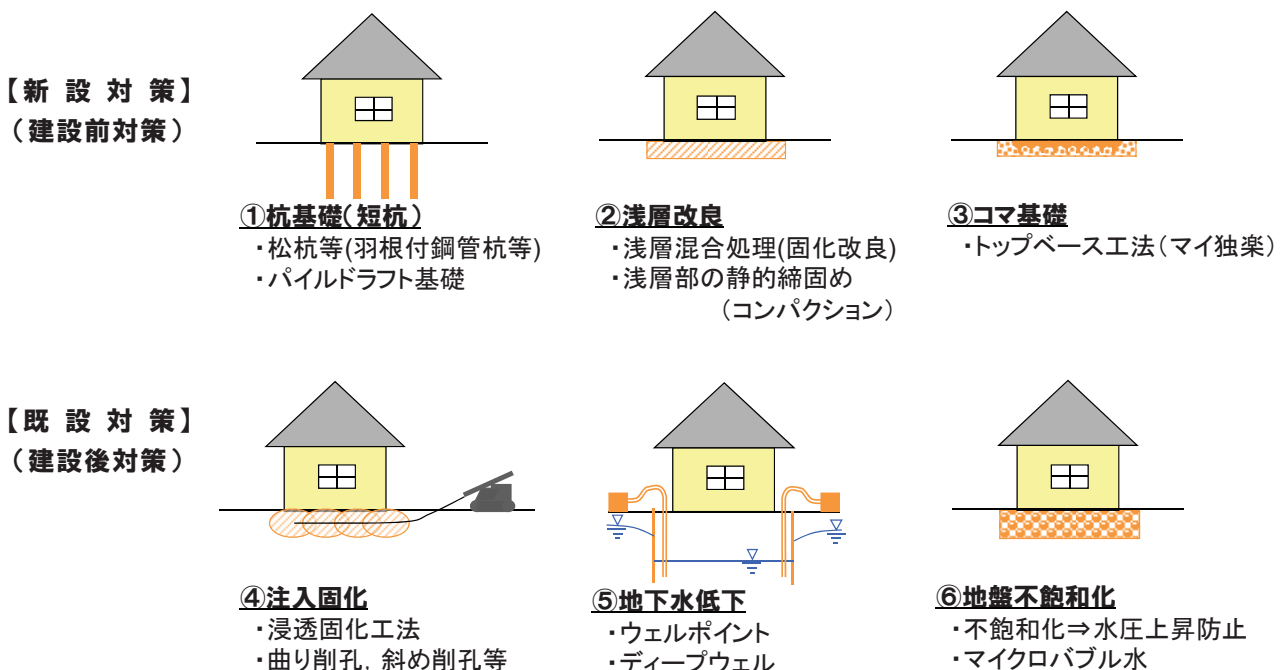 【新設対策】
(建設前対策)
①杭基礎(短杭)
・松杭等(羽根付鋼管杭等)
・パイルドラフト基礎
②浅層改良
・浅層混合処理(固化改良)
・浅層部の静的締固め
(コンパクション)
③コマ基礎
・トップベース工法(マイ独楽)
【既設対策】
(建設後対策)
④注入固化
・浸透固化工法
・曲り削孔，斜め削孔等
⑤地下水低下
・ウェルポイント
・ディープウェル
⑥地盤不飽和化
・不飽和化⇒水圧上昇防止
・マイクロバブル水